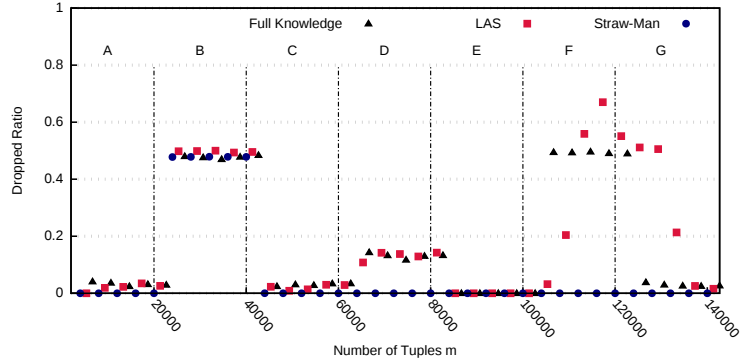 Full Knowledge LAS Straw-Man
A B C D E F G
1
0.8
0.6
0.4
0.2
0
Dropped Ratio
20000 40000 60000 80000 100000 120000 140000
Number of Tuples m